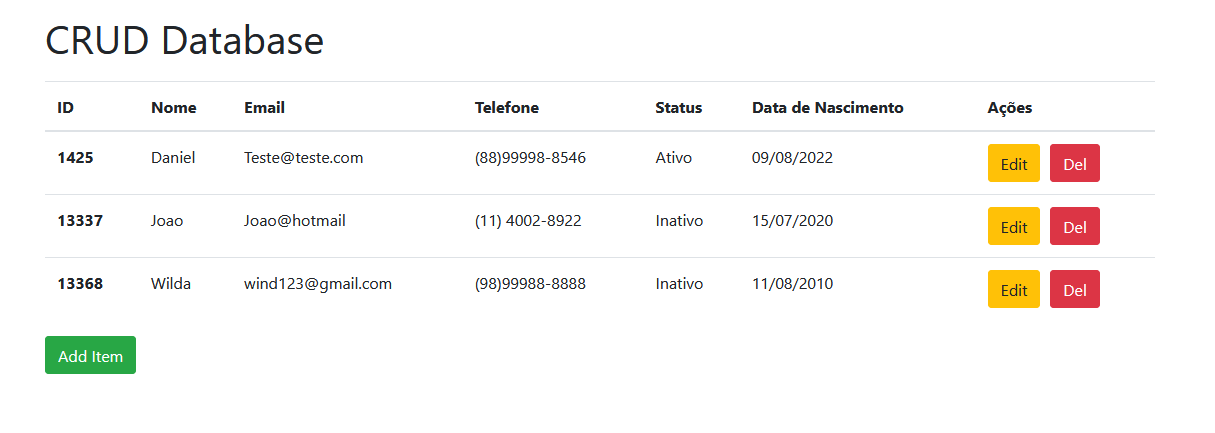 CRUD Database
ID Nome Email Telefone Status Data de Nascimento Ações
1425 Daniel Teste@teste.com (88)99998-8546 Ativo 09/08/2022 Edit Del
13337 Joao Joao@hotmail (11) 4002-8922 Inativo 15/07/2020 Edit Del
13368 Wilda wind123@gmail.com (98)99988-8888 Inativo 11/08/2010 Edit Del
Add Item